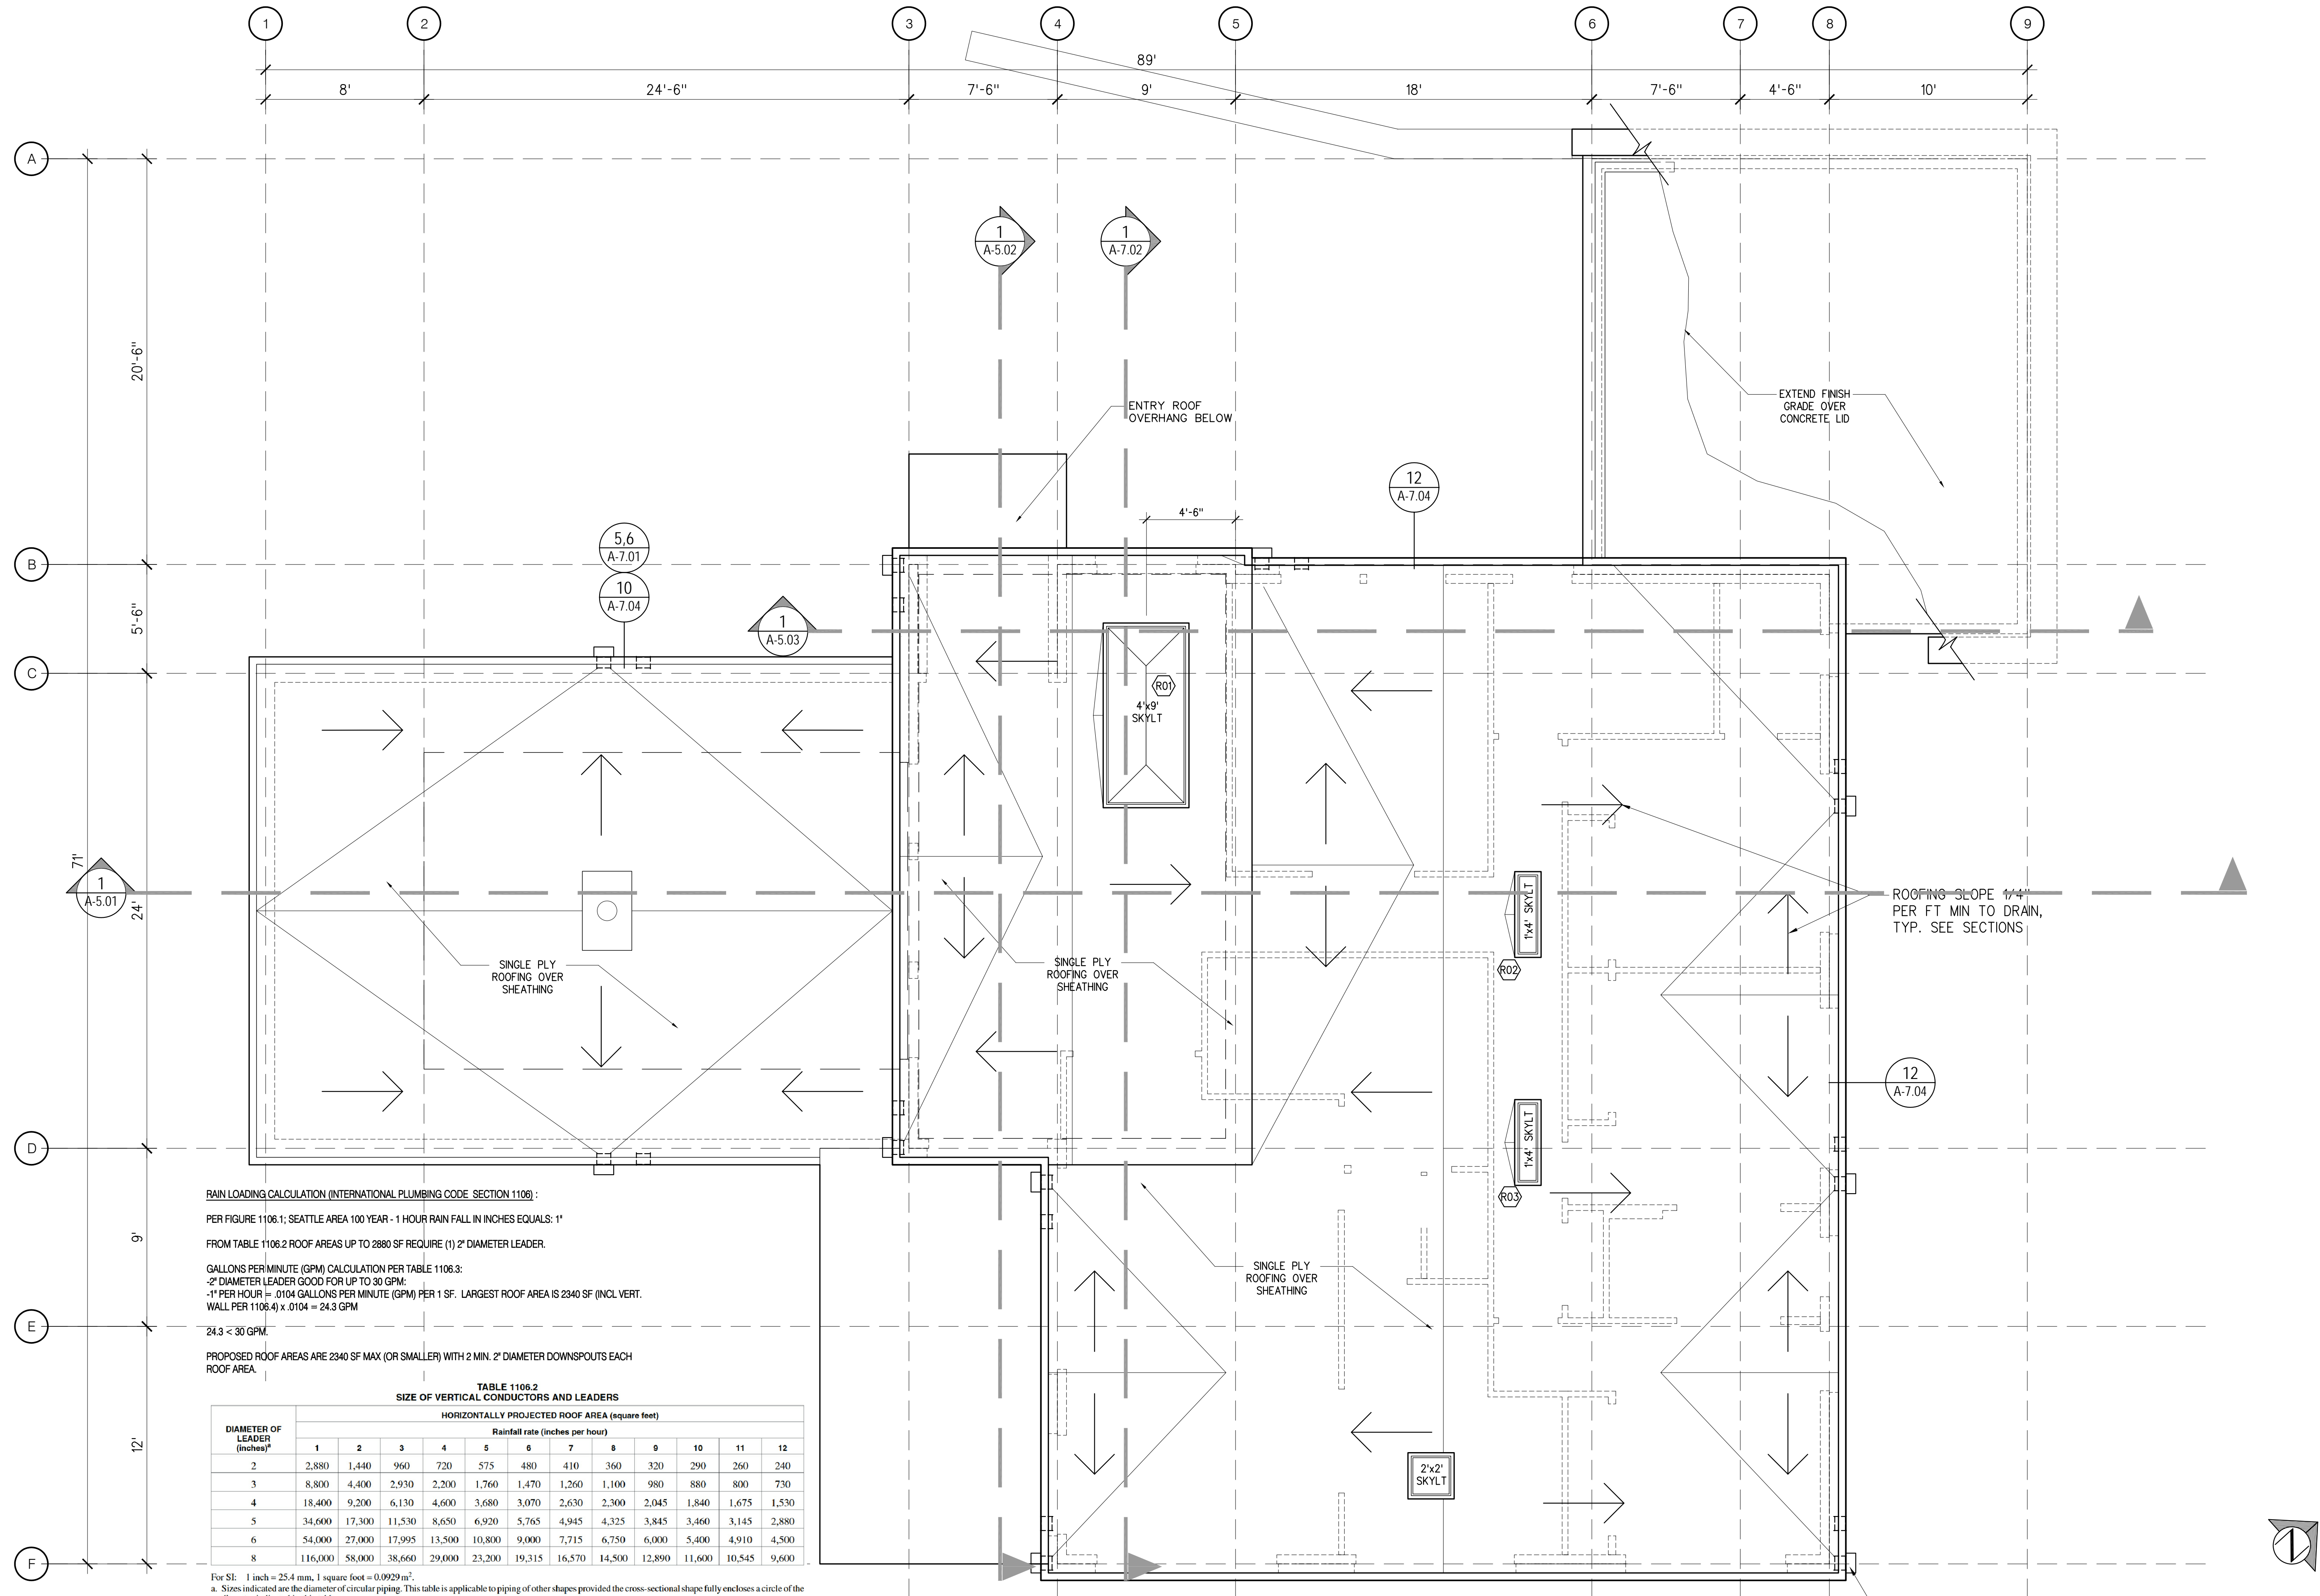 1 2 3 4 5 6 7 8 9
89'
8' 24'-6" 7'-6" 9' 18' 7'-6" 4'-6" 10'
A
B
C
D
E
F
20'-6"
5'-6"
24'
9'
12'
71'
1
A-5.02
1
A-7.02
ENTRY ROOF
OVERHANG BELOW
EXTEND FINISH
GRADE OVER
CONCRETE LID
12
A-7.04
4'-6"
5,6
A-7.01
10
A-7.04
1
A-5.03
R01
4'x9'
SKYLT
1
A-5.01
1'x4' SKYLT
R02
ROOFING SLOPE 1/4"
PER FT MIN TO DRAIN,
TYP. SEE SECTIONS
SINGLE PLY
ROOFING OVER
SHEATHING
SINGLE PLY
ROOFING OVER
SHEATHING
12
A-7.04
1'x4' SKYLT
R03
SINGLE PLY
ROOFING OVER
SHEATHING
2'x2'
SKYLT
RAIN LOADING CALCULATION (INTERNATIONAL PLUMBING CODE SECTION 1106) :
PER FIGURE 1106.1; SEATTLE AREA 100 YEAR - 1 HOUR RAIN FALL IN INCHES EQUALS: 1"
FROM TABLE 1106.2 ROOF AREAS UP TO 2880 SF REQUIRE (1) 2" DIAMETER LEADER.
GALLONS PER MINUTE (GPM) CALCULATION PER TABLE 1106.3:
-2" DIAMETER LEADER GOOD FOR UP TO 30 GPM:
-1" PER HOUR = .0104 GALLONS PER MINUTE (GPM) PER 1 SF. LARGEST ROOF AREA IS 2340 SF (INCL VERT.
WALL PER 1106.4) x .0104 = 24.3 GPM
24.3 < 30 GPM.
PROPOSED ROOF AREAS ARE 2340 SF MAX (OR SMALLER) WITH 2 MIN. 2" DIAMETER DOWNSPOUTS EACH
ROOF AREA.
TABLE 1106.2
SIZE OF VERTICAL CONDUCTORS AND LEADERS
DIAMETER OF
LEADER
(inches)a
HORIZONTALLY PROJECTED ROOF AREA (square feet)
Rainfall rate (inches per hour)
1 2 3 4 5 6 7 8 9 10 11 12
2 2,880 1,440 960 720 575 480 410 360 320 290 260 240
3 8,800 4,400 2,930 2,200 1,760 1,470 1,260 1,100 980 880 800 730
4 18,400 9,200 6,130 4,600 3,680 3,070 2,630 2,300 2,045 1,840 1,675 1,530
5 34,600 17,300 11,530 8,650 6,920 5,765 4,945 4,325 3,845 3,460 3,145 2,880
6 54,000 27,000 17,995 13,500 10,800 9,000 7,715 6,750 6,000 5,400 4,910 4,500
8 116,000 58,000 38,660 29,000 23,200 19,315 16,570 14,500 12,890 11,600 10,545 9,600
For SI: 1 inch = 25.4 mm, 1 square foot = 0.0929 m².
a. Sizes indicated are the diameter of circular piping. This table is applicable to piping of other shapes provided the cross-sectional shape fully encloses a circle of the